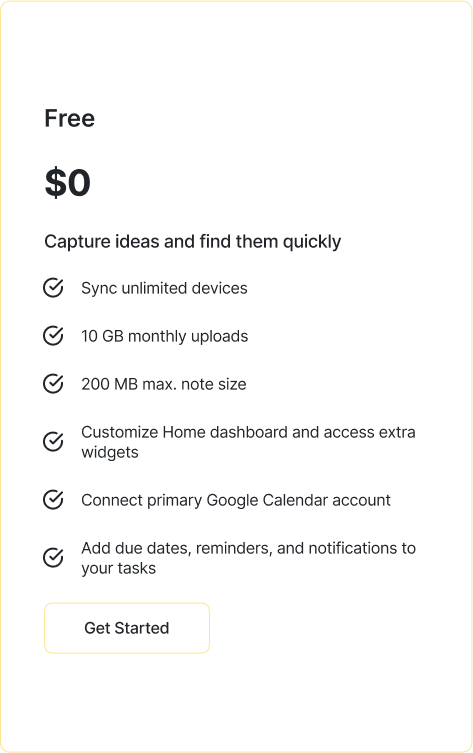 Free
$0
Capture ideas and find them quickly
Sync unlimited devices
10 GB monthly uploads
200 MB max. note size
Customize Home dashboard and access extra
widgets
Connect primary Google Calendar account
Add due dates, reminders, and notifications to
your tasks
Get Started